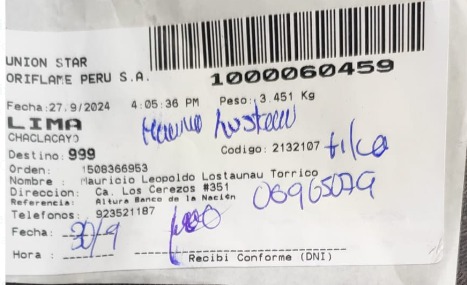 UNION STAR
ORIFLAME PERU S.A.
1000060459
Fecha:27.9/2024 4:05:36 PM Peso: 3.451 Kg
LIMA
CHACLACAYO
Destino: 999 Codigo: 2132107
Orden: 1508366953
Nombre : Mauricio Leopoldo Lostaunau Torrico
Direccion: Ca. Los Cerezos #351
Referencia: Altura Banco de la Nación
06965079
Telefonos: 923521187
Fecha: 30/9
Hora :
Recibi Conforme (DNI)